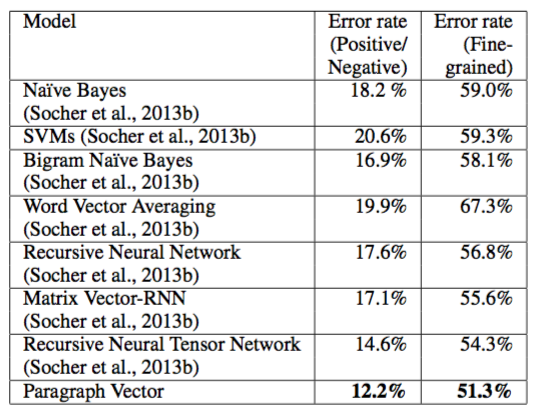 Model Error rate Error rate
(Positive/ (Fine-
Negative) grained)
Naïve Bayes 18.2 % 59.0%
(Socher et al., 2013b)
SVMs (Socher et al., 2013b) 20.6% 59.3%
Bigram Naïve Bayes 16.9% 58.1%
(Socher et al., 2013b)
Word Vector Averaging 19.9% 67.3%
(Socher et al., 2013b)
Recursive Neural Network 17.6% 56.8%
(Socher et al., 2013b)
Matrix Vector-RNN 17.1% 55.6%
(Socher et al., 2013b)
Recursive Neural Tensor Network 14.6% 54.3%
(Socher et al., 2013b)
Paragraph Vector 12.2% 51.3%